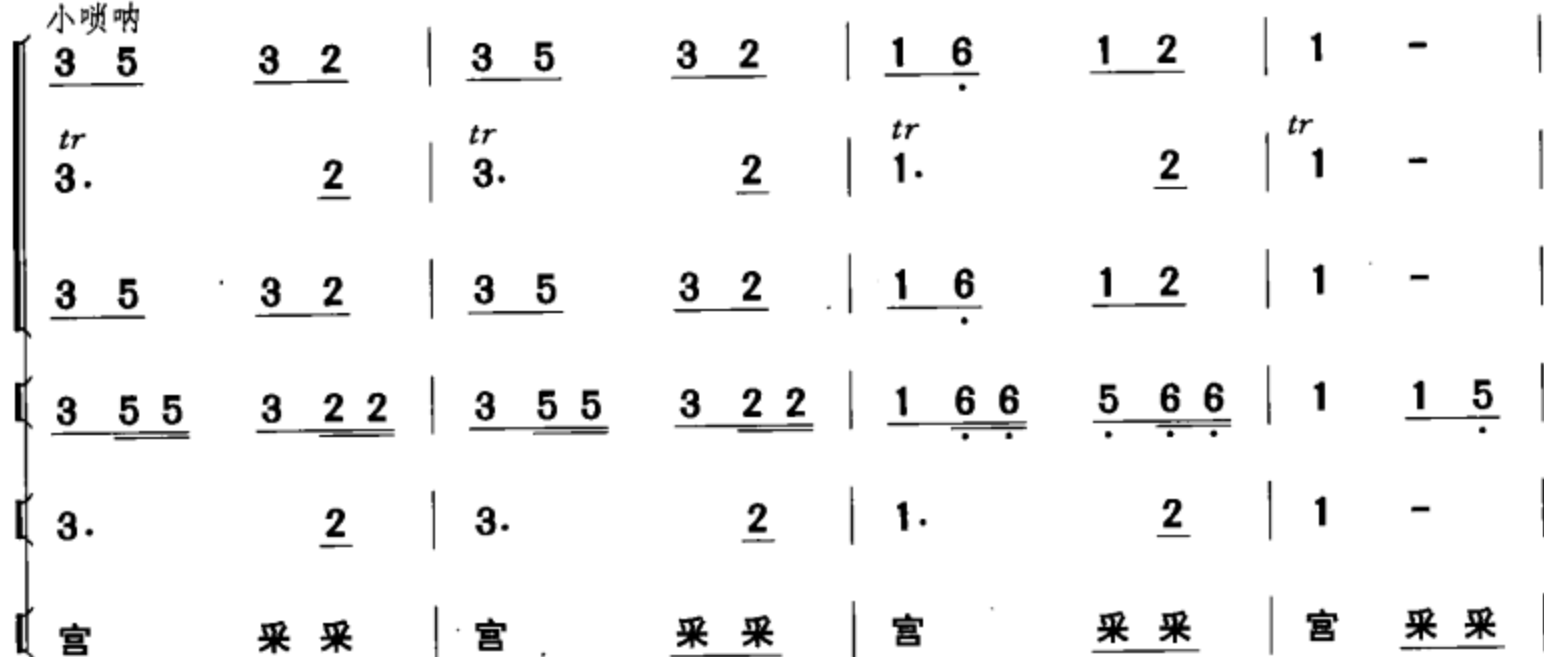 小唢呐
3 5 3 2 | 3 5 3 2 | 1 6̣ 1 2 | 1 - |
tr tr tr tr
3. 2 | 3. 2 | 1. 2 | 1 - |
3 5 3 2 | 3 5 3 2 | 1 6̣ 1 2 | 1 - |
3 5 5 3 2 2 | 3 5 5 3 2 2 | 1 6̣ 6̣ 5̣ 6̣ 6̣ | 1 1 5̣ |
3. 2 | 3. 2 | 1. 2 | 1 - |
宫 采 采 | 宫 采 采 | 宫 采 采 | 宫 采 采 |